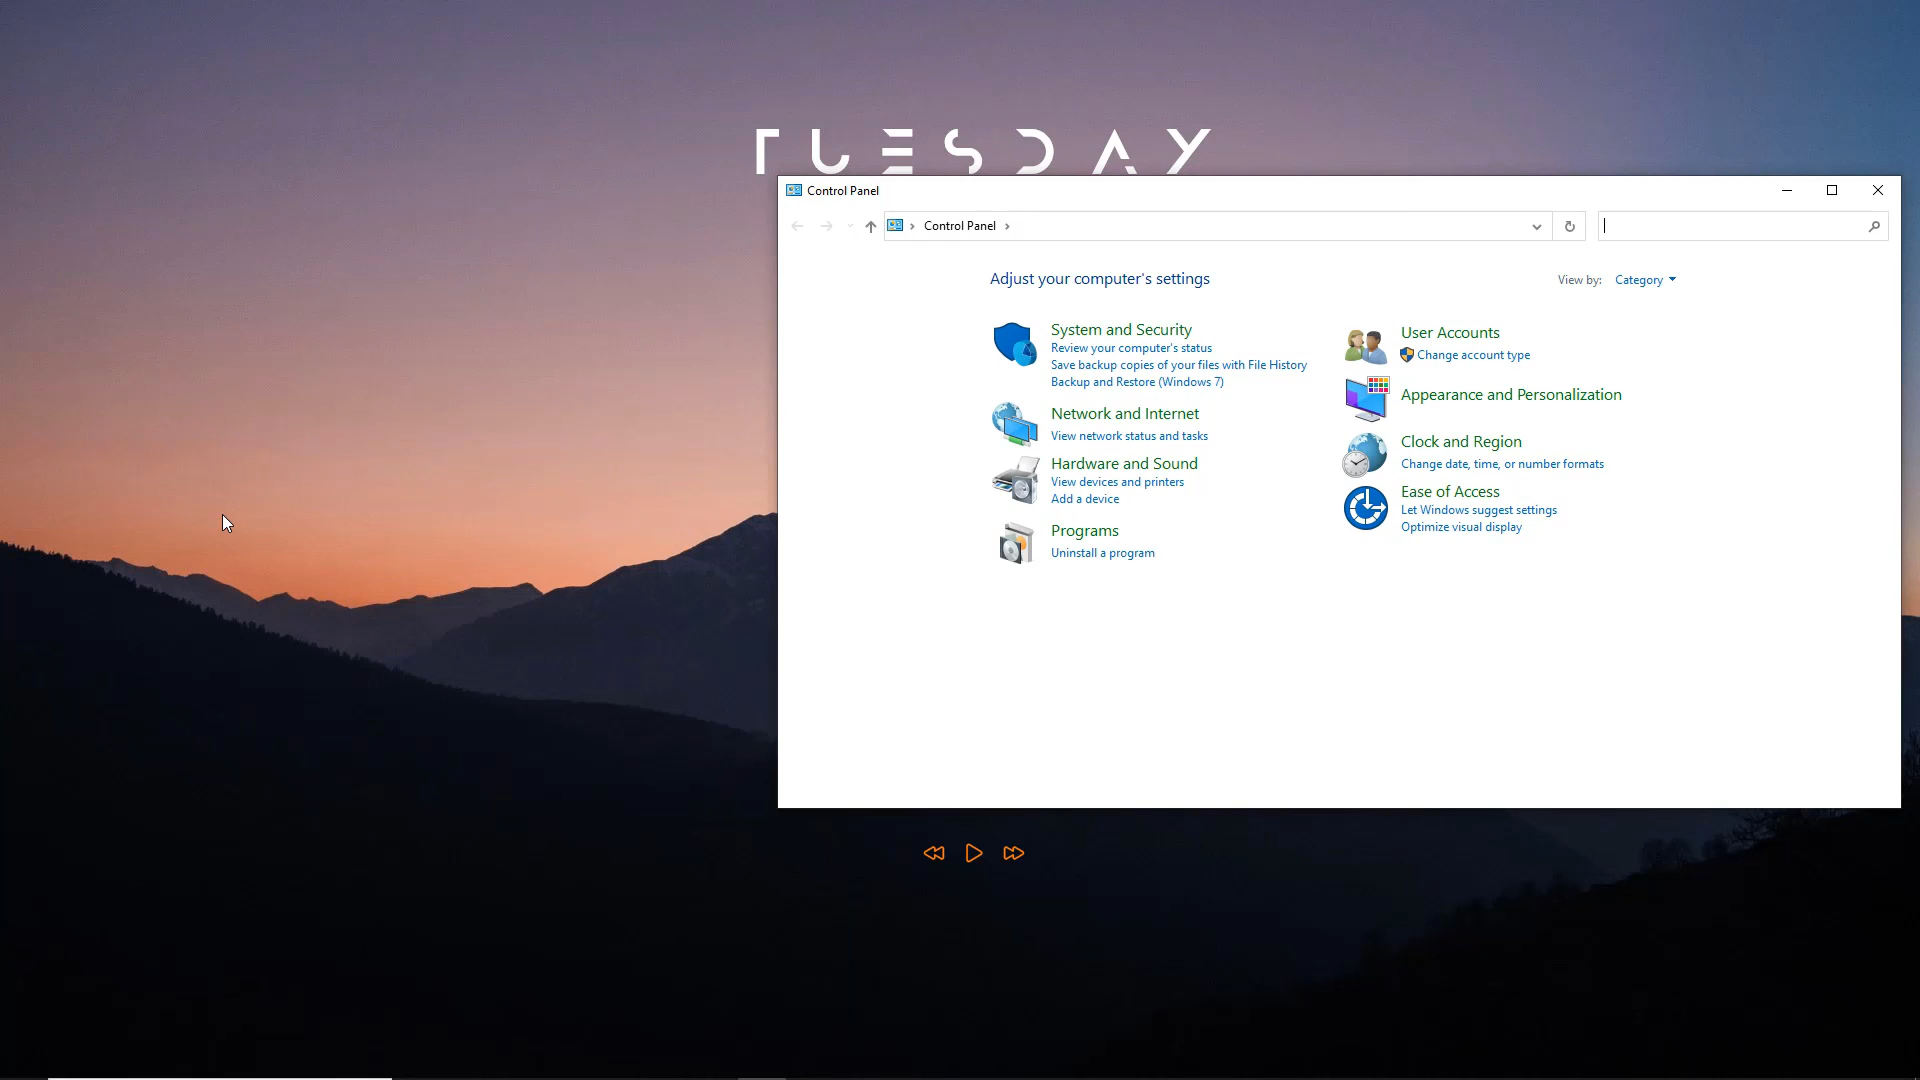 TUESDAY
Control Panel
Control Panel
Adjust your computer's settings
View by: Category
System and Security
Review your computer's status
Save backup copies of your files with File History
Backup and Restore (Windows 7)
Network and Internet
View network status and tasks
Hardware and Sound
View devices and printers
Add a device
Programs
Uninstall a program
User Accounts
Change account type
Appearance and Personalization
Clock and Region
Change date, time, or number formats
Ease of Access
Let Windows suggest settings
Optimize visual display